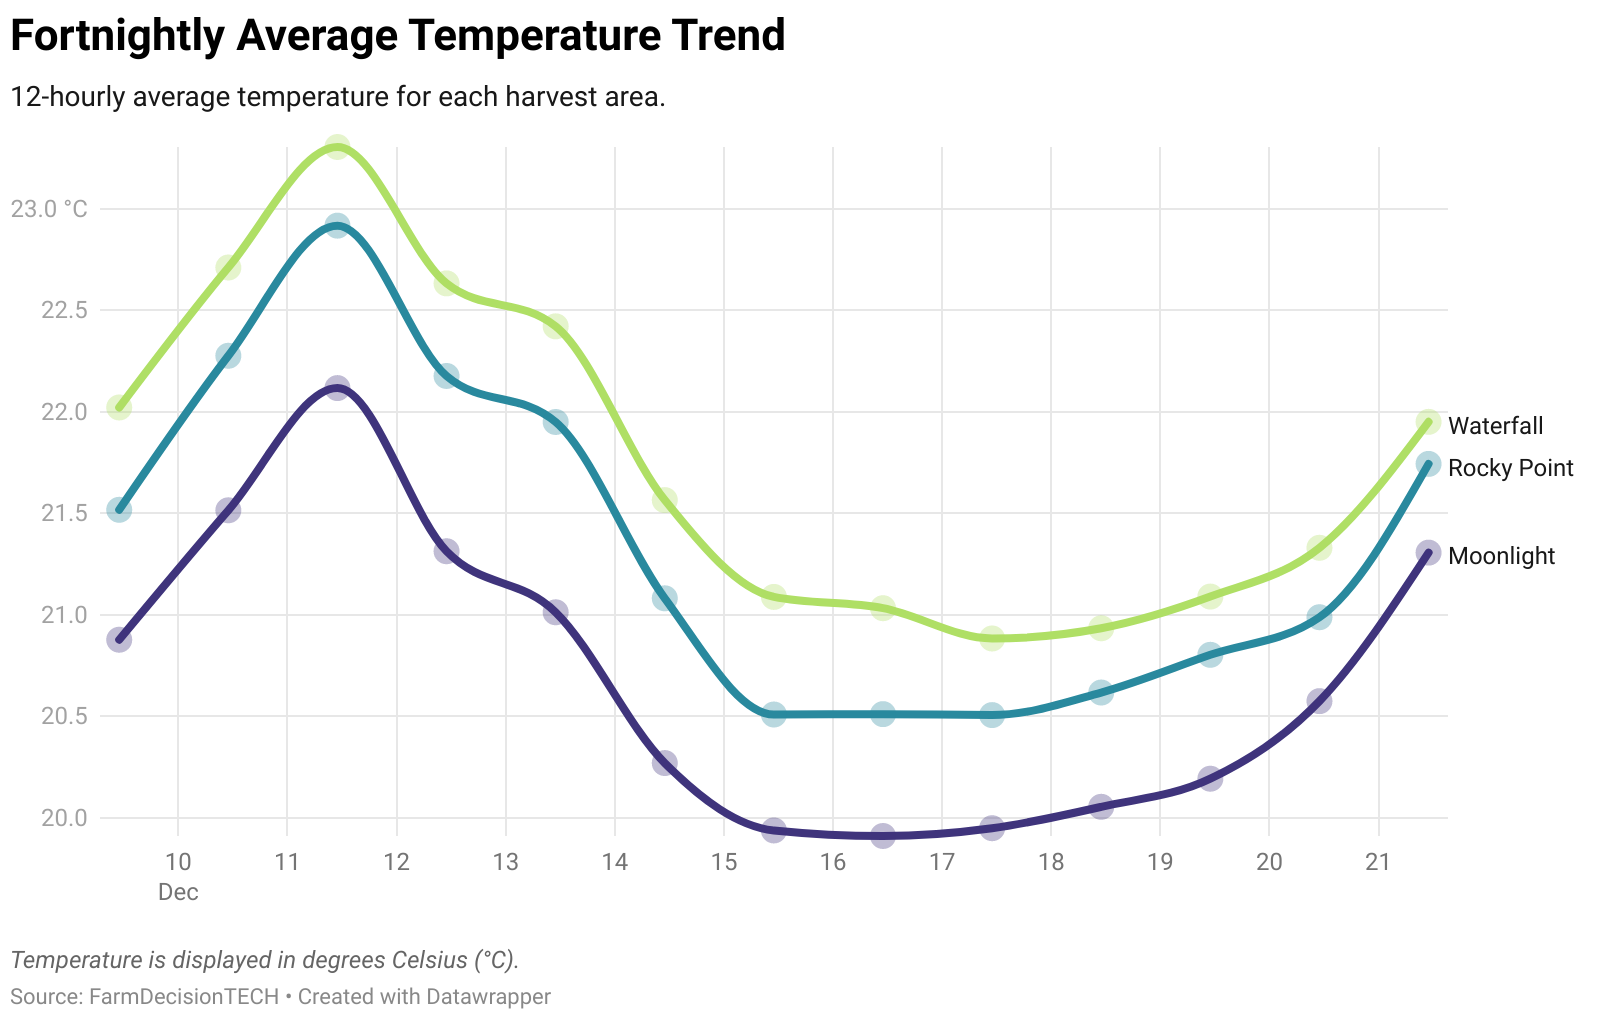 Fortnightly Average Temperature Trend
12-hourly average temperature for each harvest area.
23.0 °C
22.5
22.0
21.5
21.0
20.5
20.0
Waterfall
Rocky Point
Moonlight
10 11 12 13 14 15 16 17 18 19 20 21
Dec
Temperature is displayed in degrees Celsius (°C).
Source: FarmDecisionTECH • Created with Datawrapper